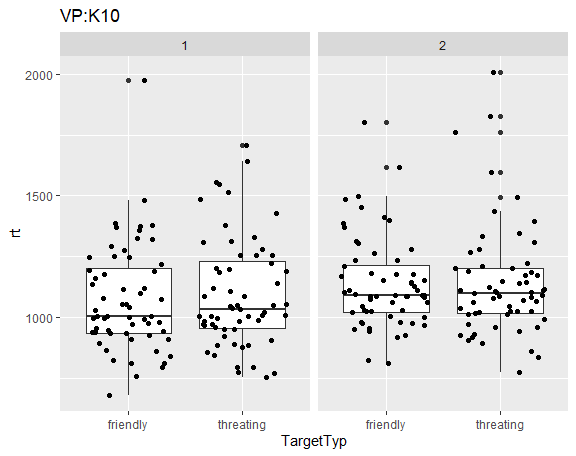 VP:K10
1
2
2000
1500
1000
rt
friendly
threating
friendly
threating
TargetTyp